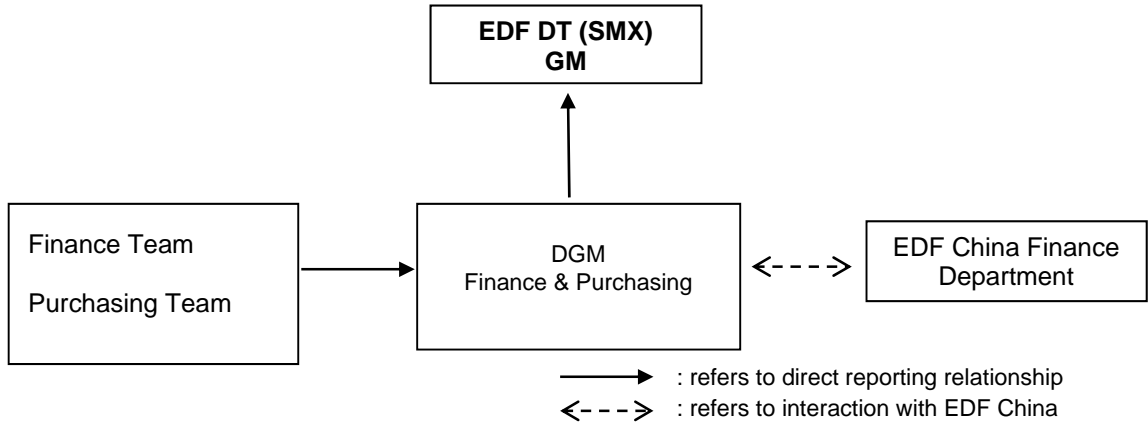 EDF DT (SMX)
GM
Finance Team
Purchasing Team
DGM
Finance & Purchasing
EDF China Finance
Department
: refers to direct reporting relationship
: refers to interaction with EDF China